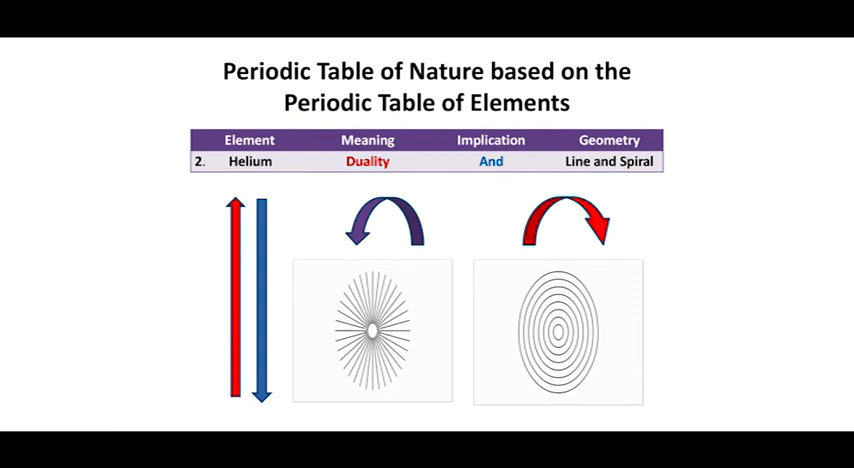 Periodic Table of Nature based on the
Periodic Table of Elements
Element Meaning Implication Geometry
2. Helium Duality And Line and Spiral